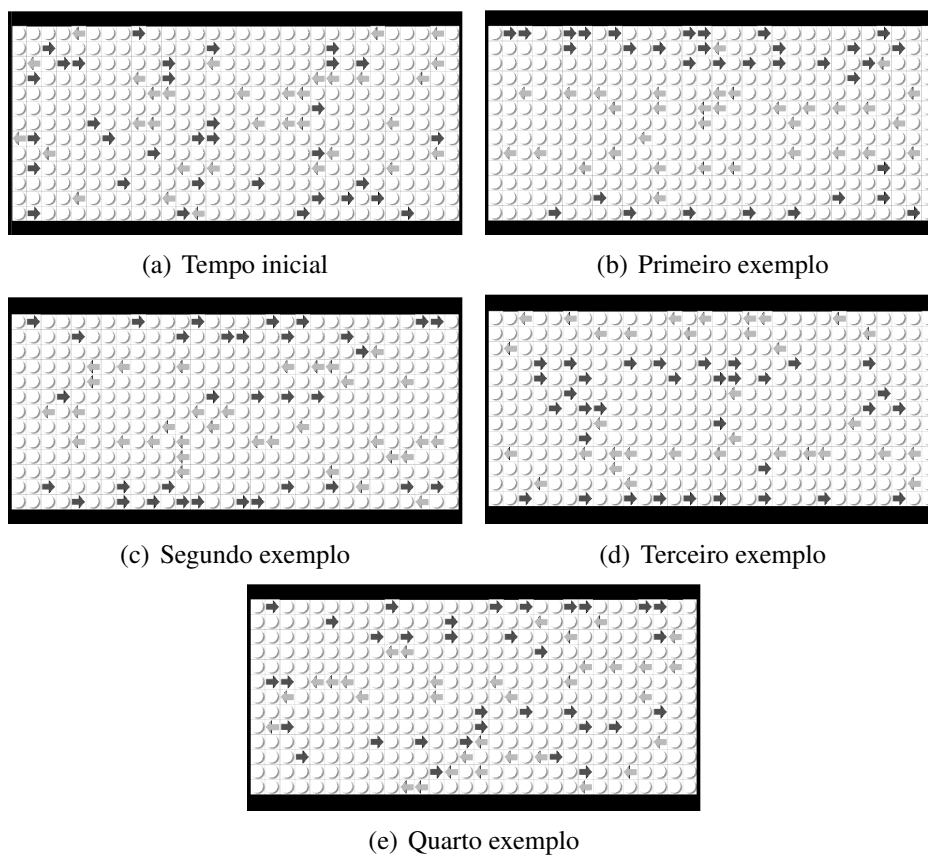 (a) Tempo inicial
(b) Primeiro exemplo
(c) Segundo exemplo
(d) Terceiro exemplo
(e) Quarto exemplo